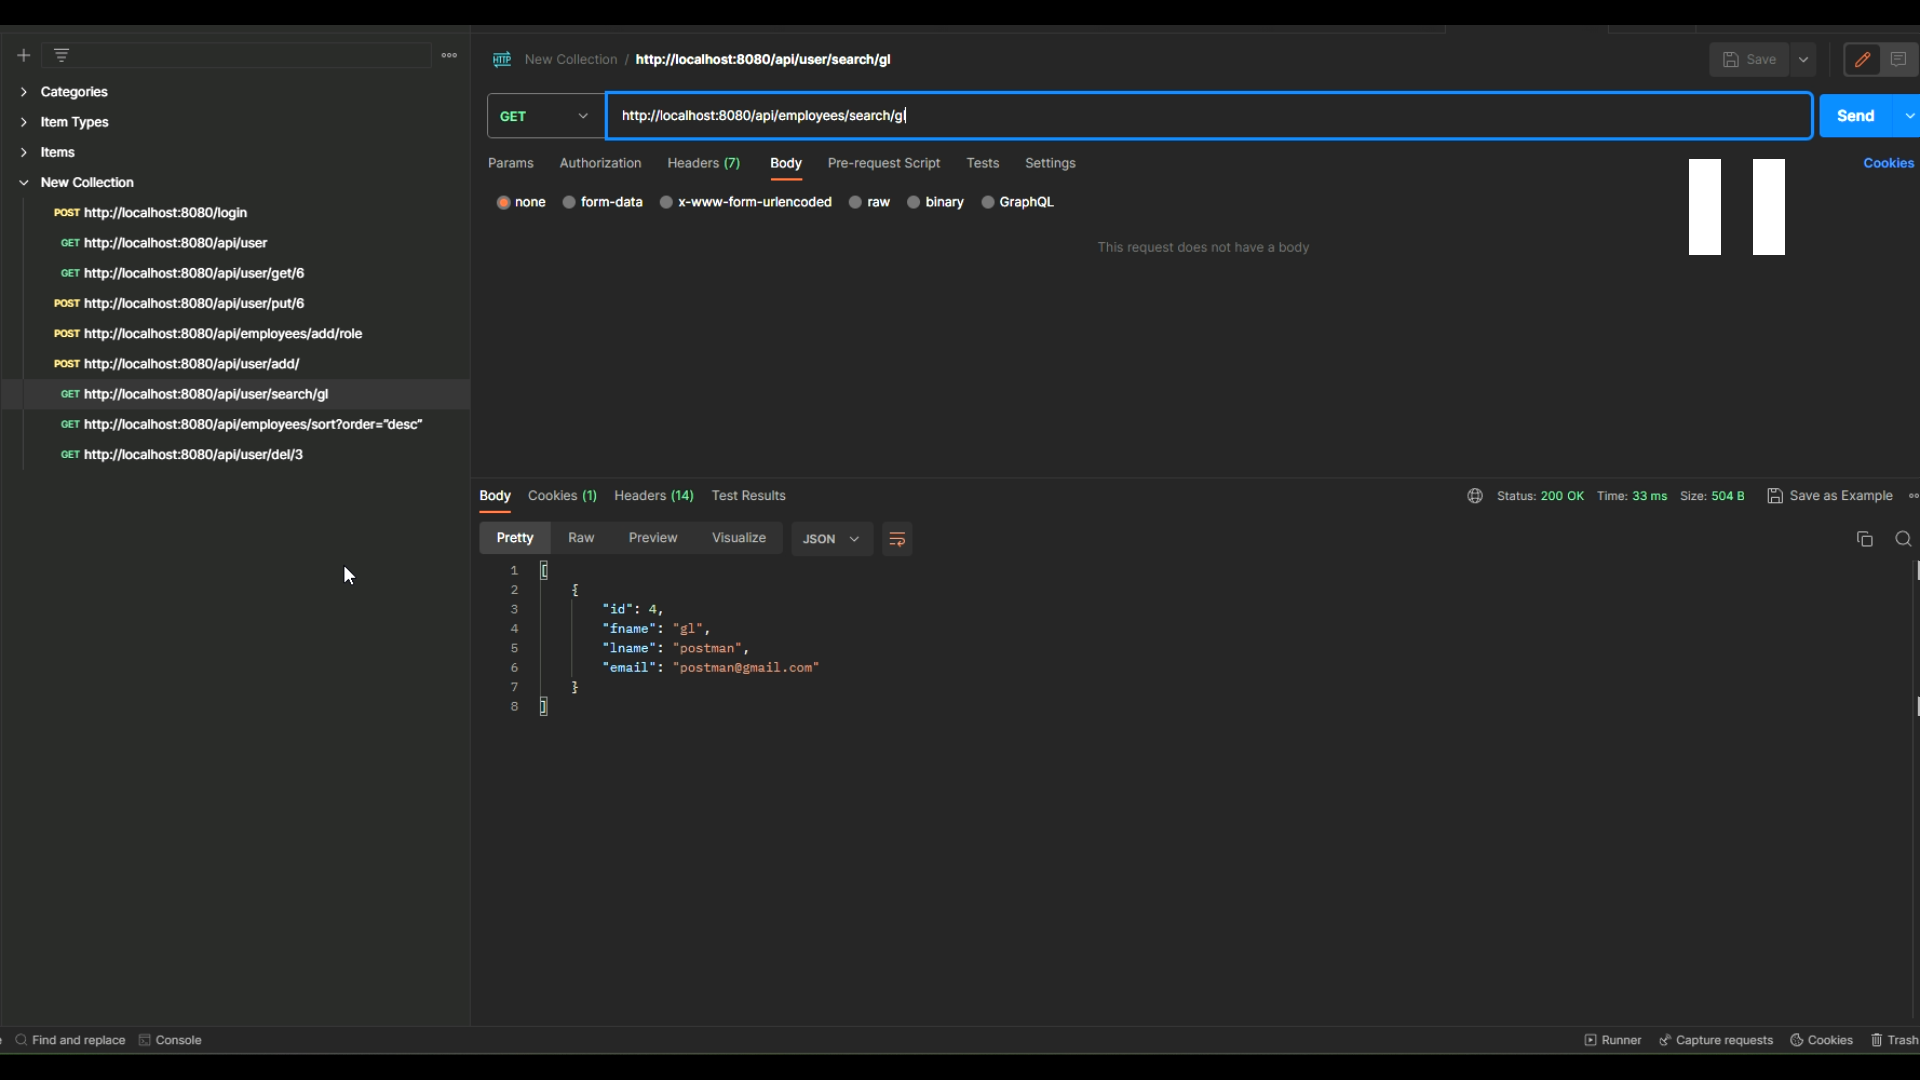 New Collection / http://localhost:8080/api/user/search/gl
Save
Categories
Item Types
Items
New Collection
POST http://localhost:8080/login
GET http://localhost:8080/api/user
GET http://localhost:8080/api/user/get/6
POST http://localhost:8080/api/user/put/6
POST http://localhost:8080/api/employees/add/role
POST http://localhost:8080/api/user/add/
GET http://localhost:8080/api/user/search/gl
GET http://localhost:8080/api/employees/sort?order="desc"
GET http://localhost:8080/api/user/del/3
GET http://localhost:8080/api/employees/search/gl Send
Params Authorization Headers (7) Body Pre-request Script Tests Settings Cookies
none form-data x-www-form-urlencoded raw binary GraphQL
This request does not have a body
Body Cookies (1) Headers (14) Test Results Status: 200 OK Time: 33 ms Size: 504 B Save as Example
Pretty Raw Preview Visualize JSON
1 [
2 {
3 "id": 4,
4 "fname": "gl",
5 "lname": "postman",
6 "email": "postman@gmail.com"
7 }
8 ]
Find and replace Console Runner Capture requests Cookies Trash